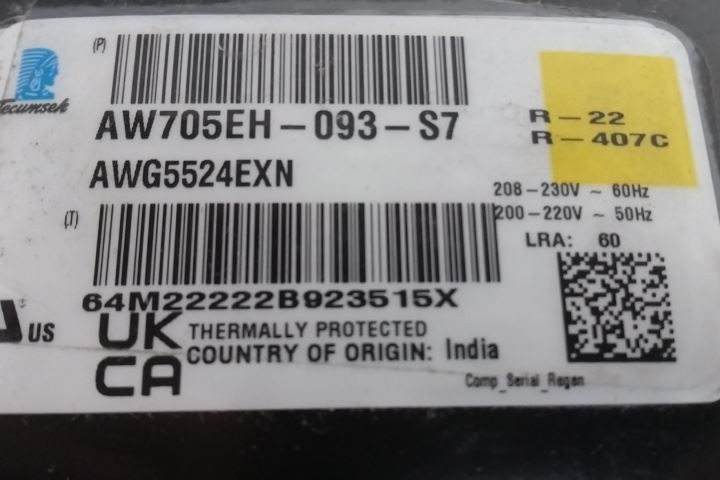 (P)
Tecumseh
AW705EH-093-S7
AWG5524EXN
R-22
R-407C
208-230V ~ 60Hz
200-220V ~ 50Hz
LRA: 60
(T)
64M22222B923515X
US
UK
CA
THERMALLY PROTECTED
COUNTRY OF ORIGIN: India
Comp_Serial_Regen